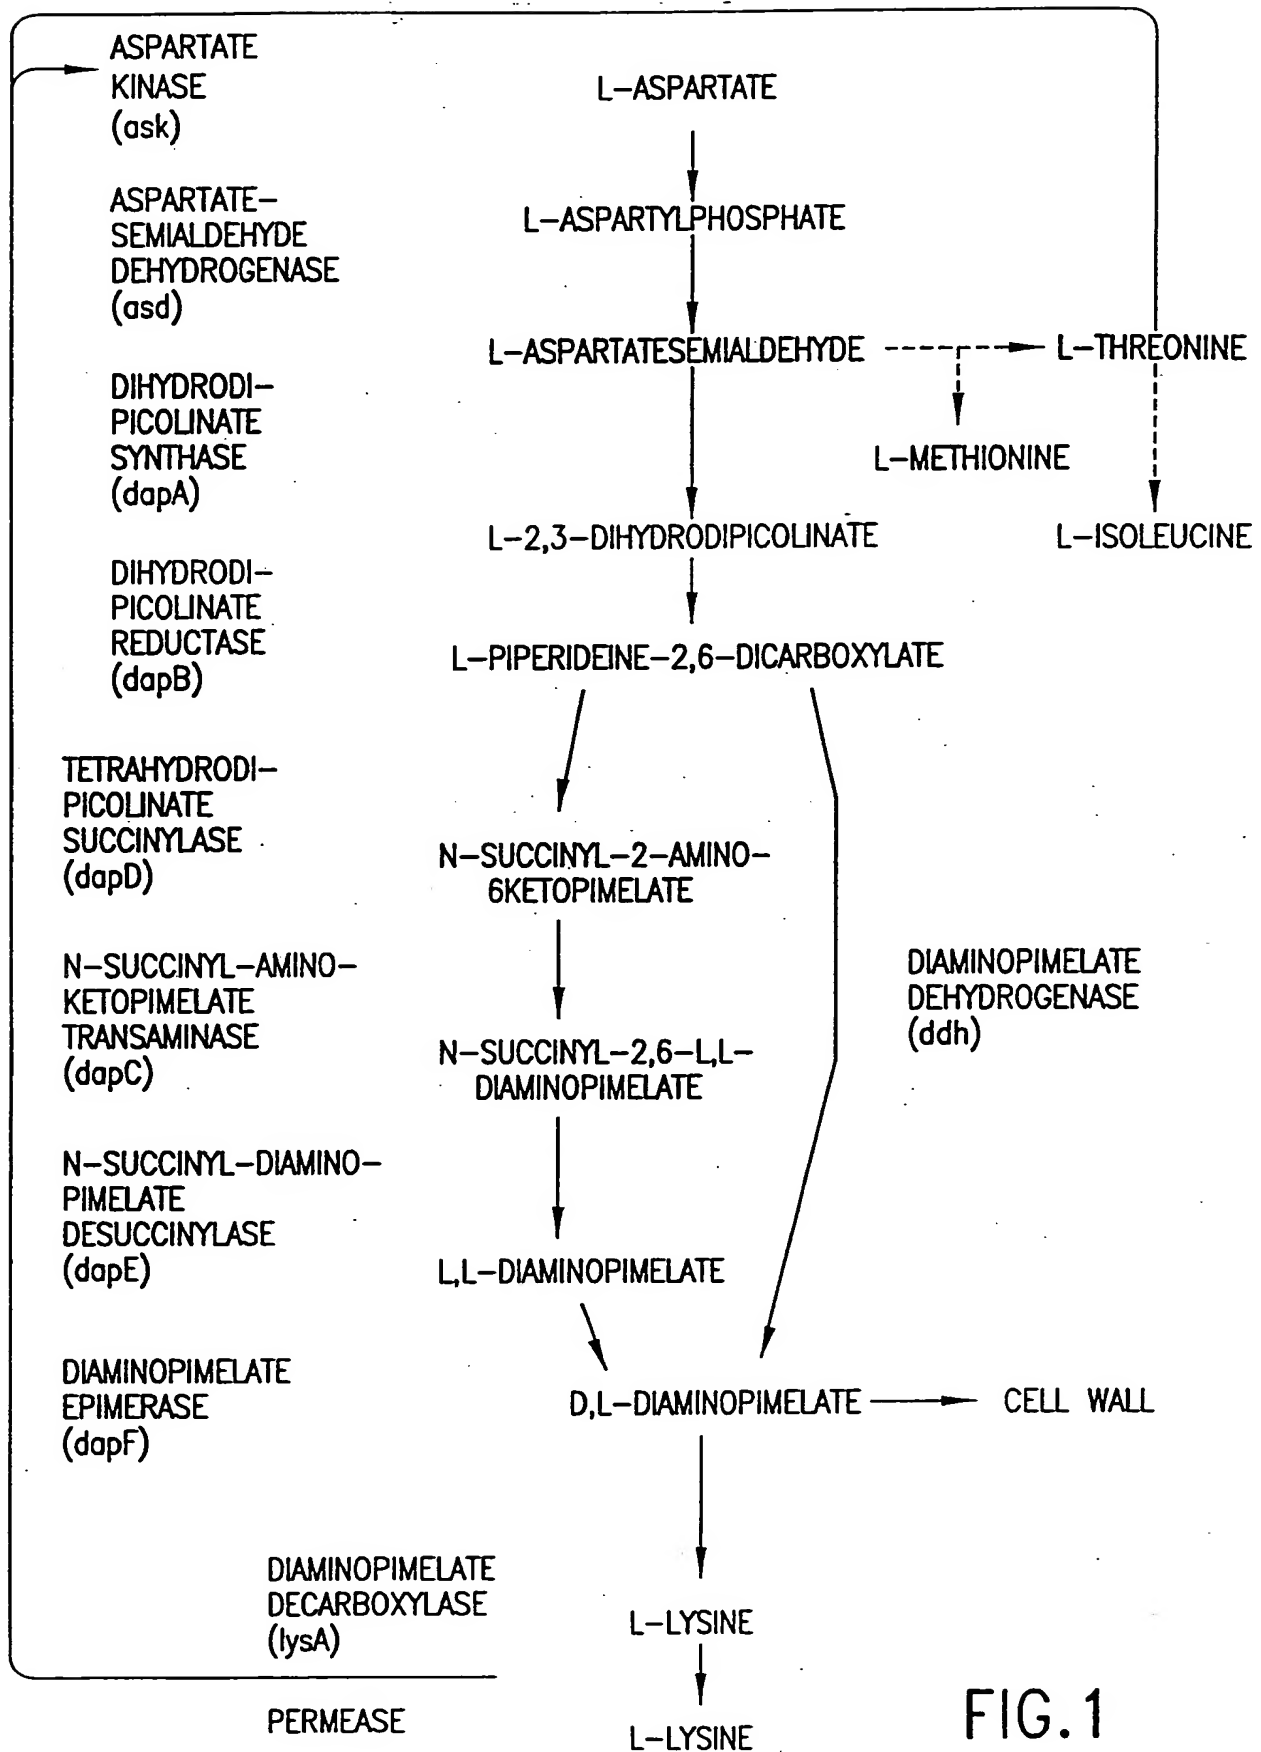 ASPARTATE
KINASE
(ask)
L-ASPARTATE
ASPARTATE-
SEMIALDEHYDE
DEHYDROGENASE
(asd)
L-ASPARTYLPHOSPHATE
L-ASPARTATESEMIALDEHYDE
L-THREONINE
DIHYDRODI-
PICOLINATE
SYNTHASE
(dapA)
L-METHIONINE
L-2,3-DIHYDRODIPICOLINATE
L-ISOLEUCINE
DIHYDRODI-
PICOLINATE
REDUCTASE
(dapB)
L-PIPERIDEINE-2,6-DICARBOXYLATE
TETRAHYDRODI-
PICOLINATE
SUCCINYLASE
(dapD)
N-SUCCINYL-2-AMINO-
6KETOPIMELATE
N-SUCCINYL-AMINO-
KETOPIMELATE
TRANSAMINASE
(dapC)
DIAMINOPIMELATE
DEHYDROGENASE
(ddh)
N-SUCCINYL-2,6-L,L-
DIAMINOPIMELATE
N-SUCCINYL-DIAMINO-
PIMELATE
DESUCCINYLASE
(dapE)
L,L-DIAMINOPIMELATE
DIAMINOPIMELATE
EPIMERASE
(dapF)
D,L-DIAMINOPIMELATE
CELL WALL
DIAMINOPIMELATE
DECARBOXYLASE
(lysA)
L-LYSINE
PERMEASE
L-LYSINE
FIG.1